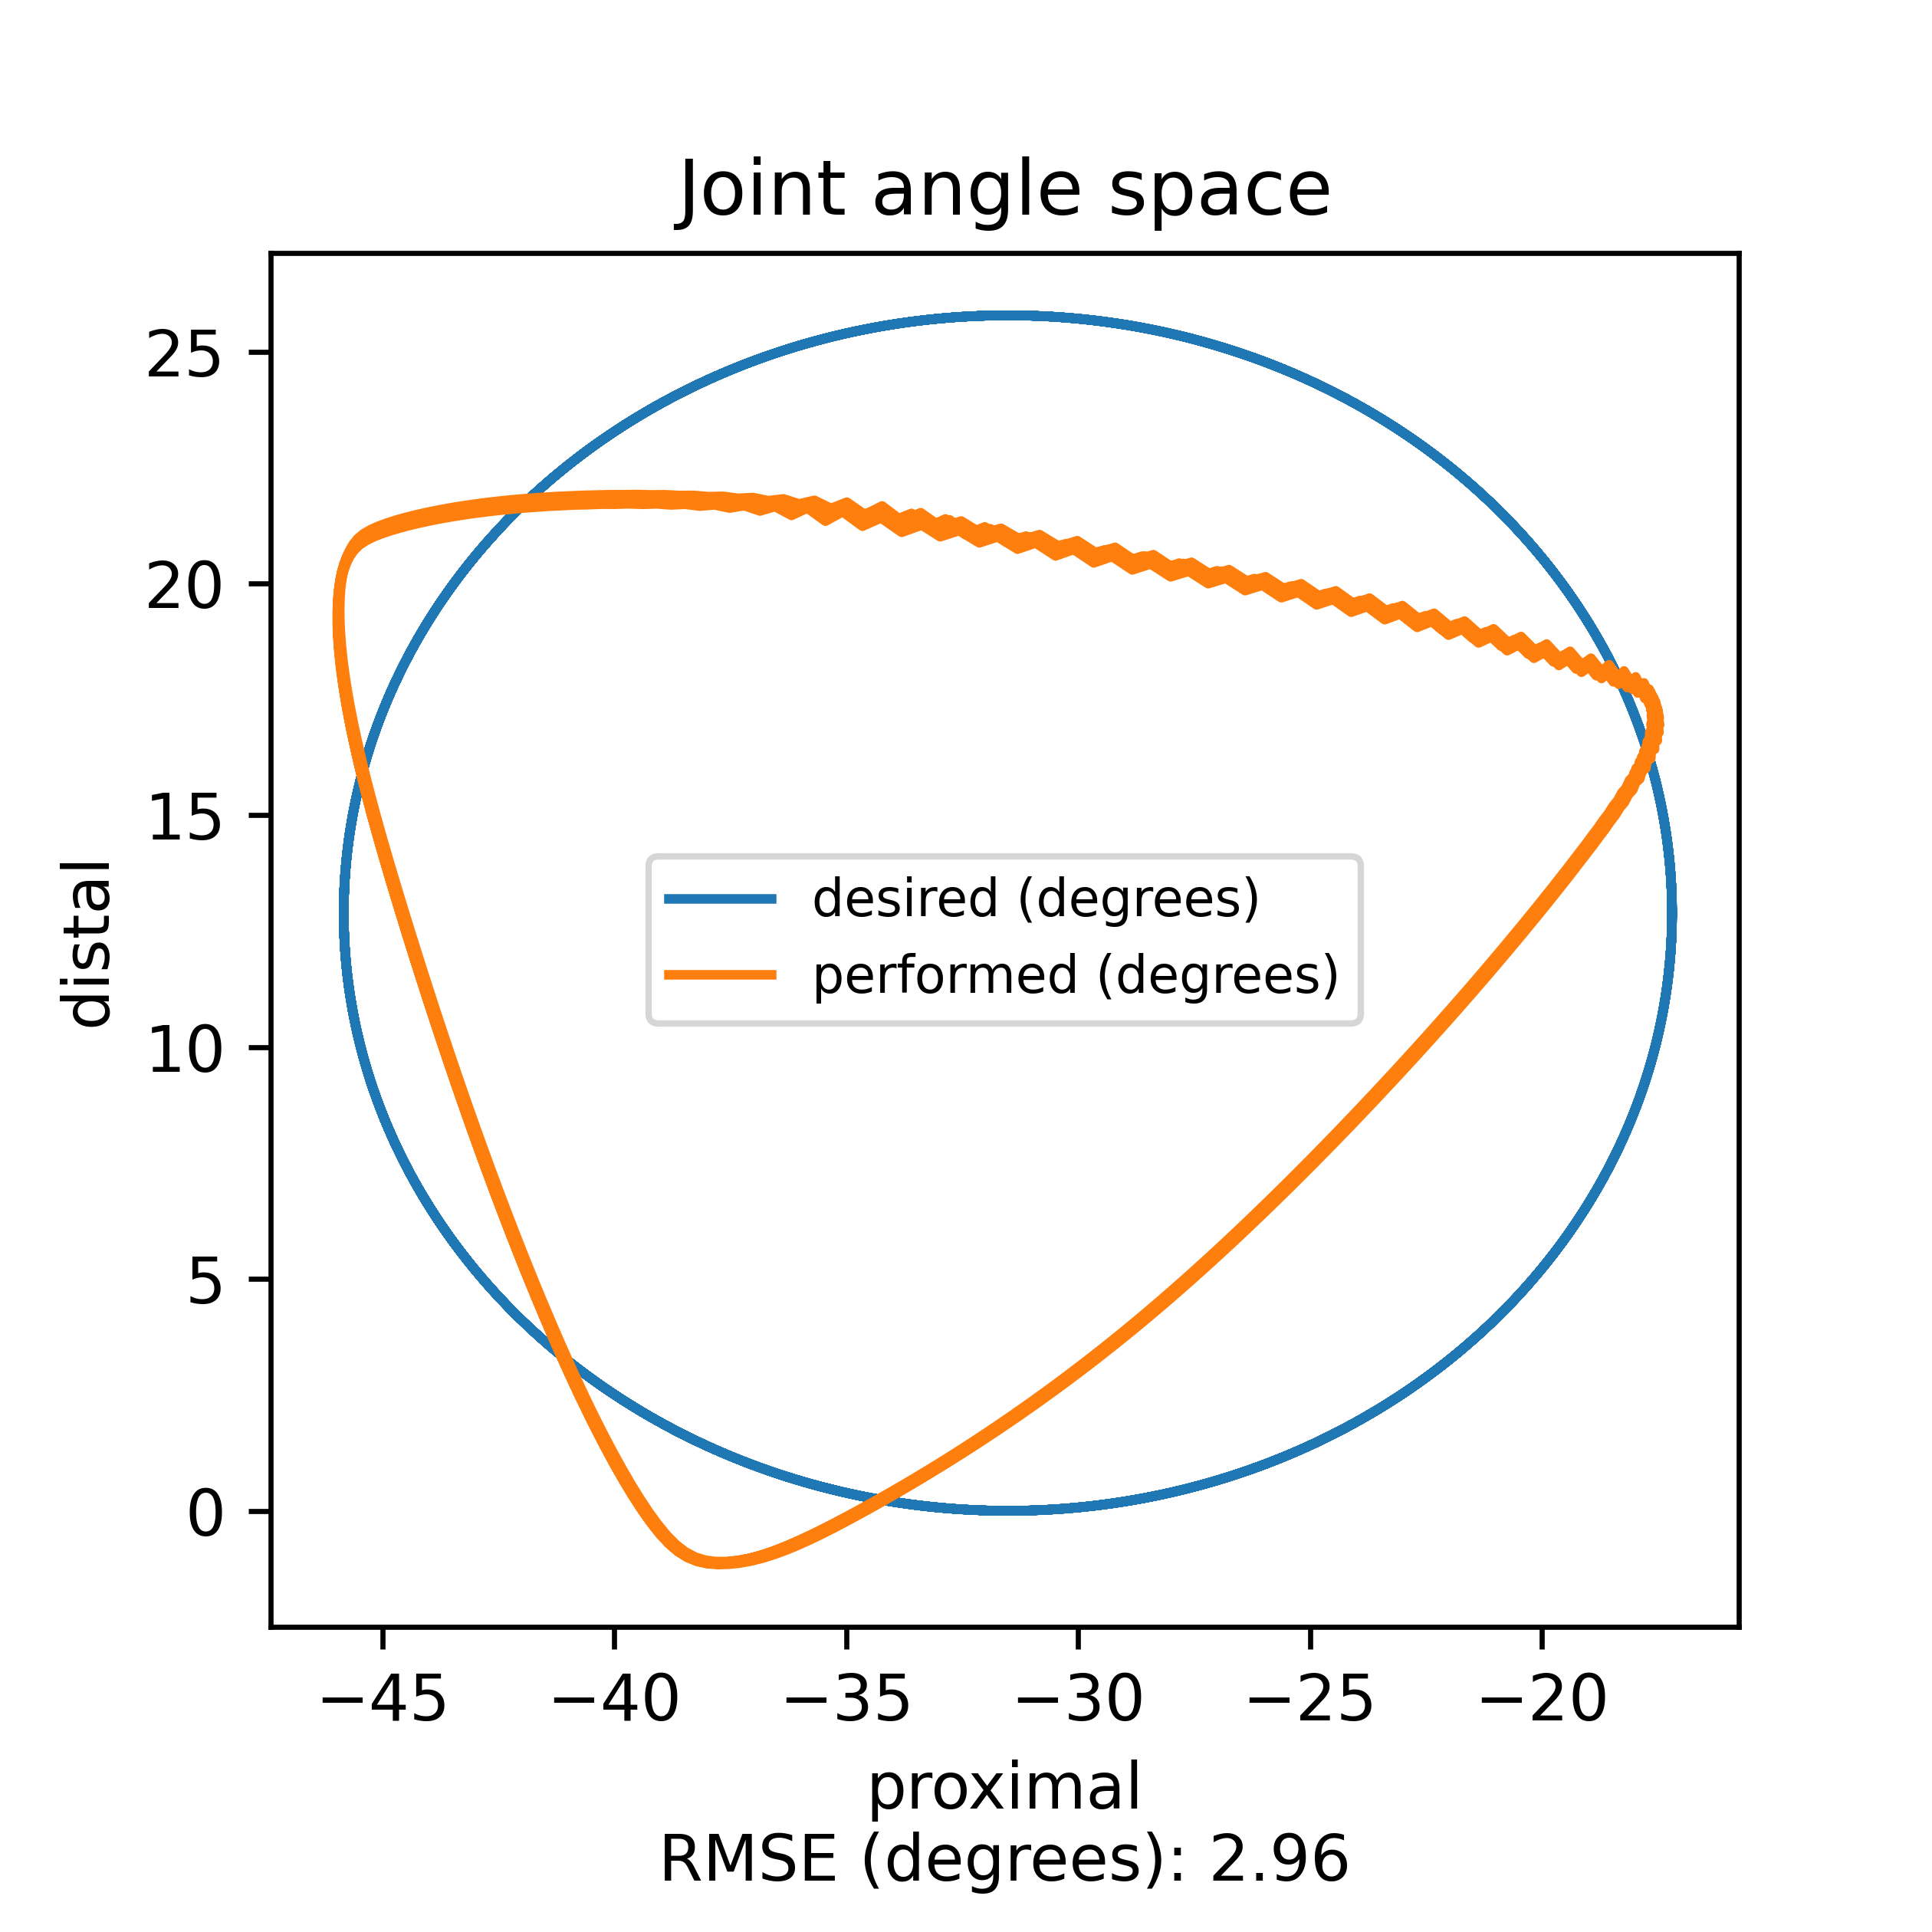 Joint angle space
25
20
15
10
5
0
distal
desired (degrees)
performed (degrees)
−45 −40 −35 −30 −25 −20
proximal
RMSE (degrees): 2.96